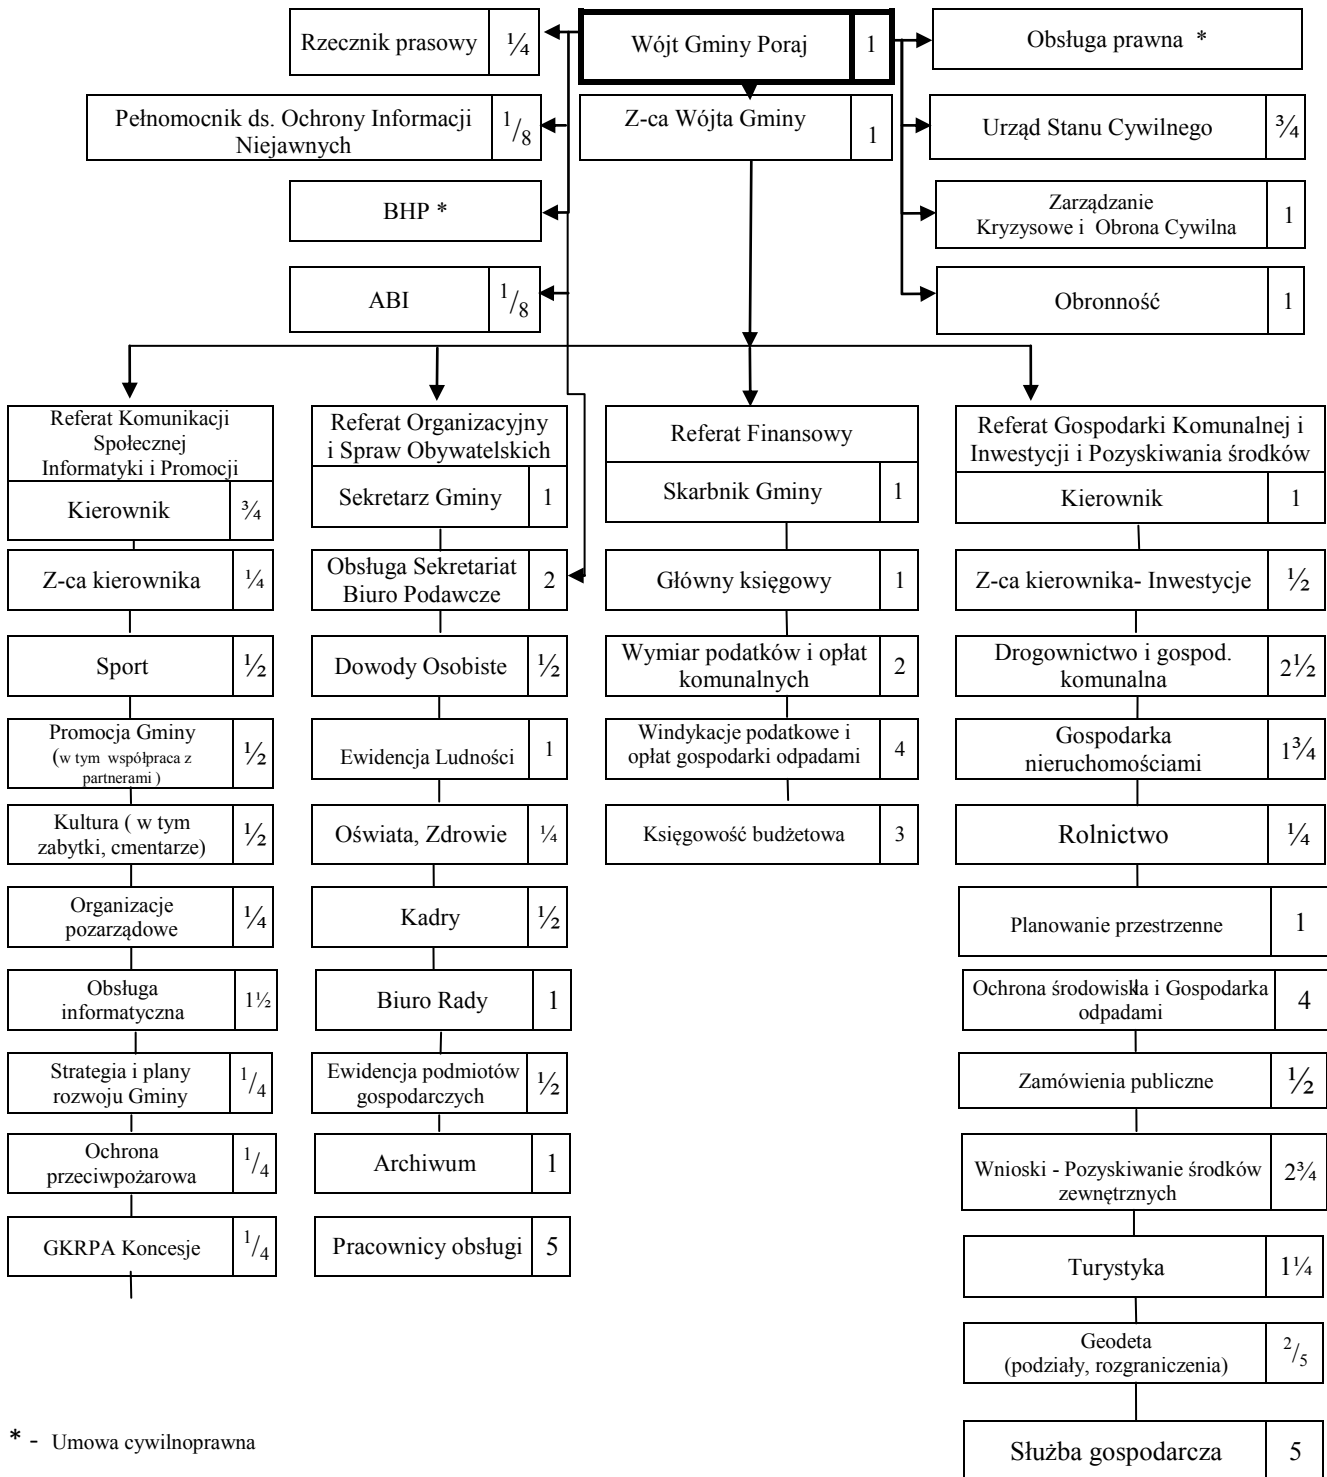 Rzecznik prasowy ¼
Wójt Gminy Poraj 1
Obsługa prawna *
Pełnomocnik ds. Ochrony Informacji
Niejawnych 1/8
Z-ca Wójta Gminy 1
Urząd Stanu Cywilnego ¾
BHP *
Zarządzanie
Kryzysowe i Obrona Cywilna 1
ABI 1/8
Obronność 1
Referat Komunikacji
Społecznej
Informatyki i Promocji
Kierownik ¾
Z-ca kierownika ¼
Sport ½
Promocja Gminy
(w tym współpraca z
partnerami ) ½
Kultura ( w tym
zabytki, cmentarze) ½
Organizacje
pozarządowe ¼
Obsługa
informatyczna 1½
Strategia i plany
rozwoju Gminy 1/4
Ochrona
przeciwpożarowa 1/4
GKRPA Koncesje 1/4
Referat Organizacyjny
i Spraw Obywatelskich
Sekretarz Gminy 1
Obsługa Sekretariat
Biuro Podawcze 2
Dowody Osobiste ½
Ewidencja Ludności 1
Oświata, Zdrowie ¼
Kadry ½
Biuro Rady 1
Ewidencja podmiotów
gospodarczych ½
Archiwum 1
Pracownicy obsługi 5
Referat Finansowy
Skarbnik Gminy 1
Główny księgowy 1
Wymiar podatków i opłat
komunalnych 2
Windykacje podatkowe i
opłat gospodarki odpadami 4
Księgowość budżetowa 3
Referat Gospodarki Komunalnej i
Inwestycji i Pozyskiwania środków
Kierownik 1
Z-ca kierownika- Inwestycje ½
Drogownictwo i gospod.
komunalna 2½
Gospodarka
nieruchomościami 1¾
Rolnictwo ¼
Planowanie przestrzenne 1
Ochrona środowiska i Gospodarka
odpadami 4
Zamówienia publiczne ½
Wnioski - Pozyskiwanie środków
zewnętrznych 2¾
Turystyka 1¼
Geodeta
(podziały, rozgraniczenia) 2/5
Służba gospodarcza 5
* - Umowa cywilnoprawna